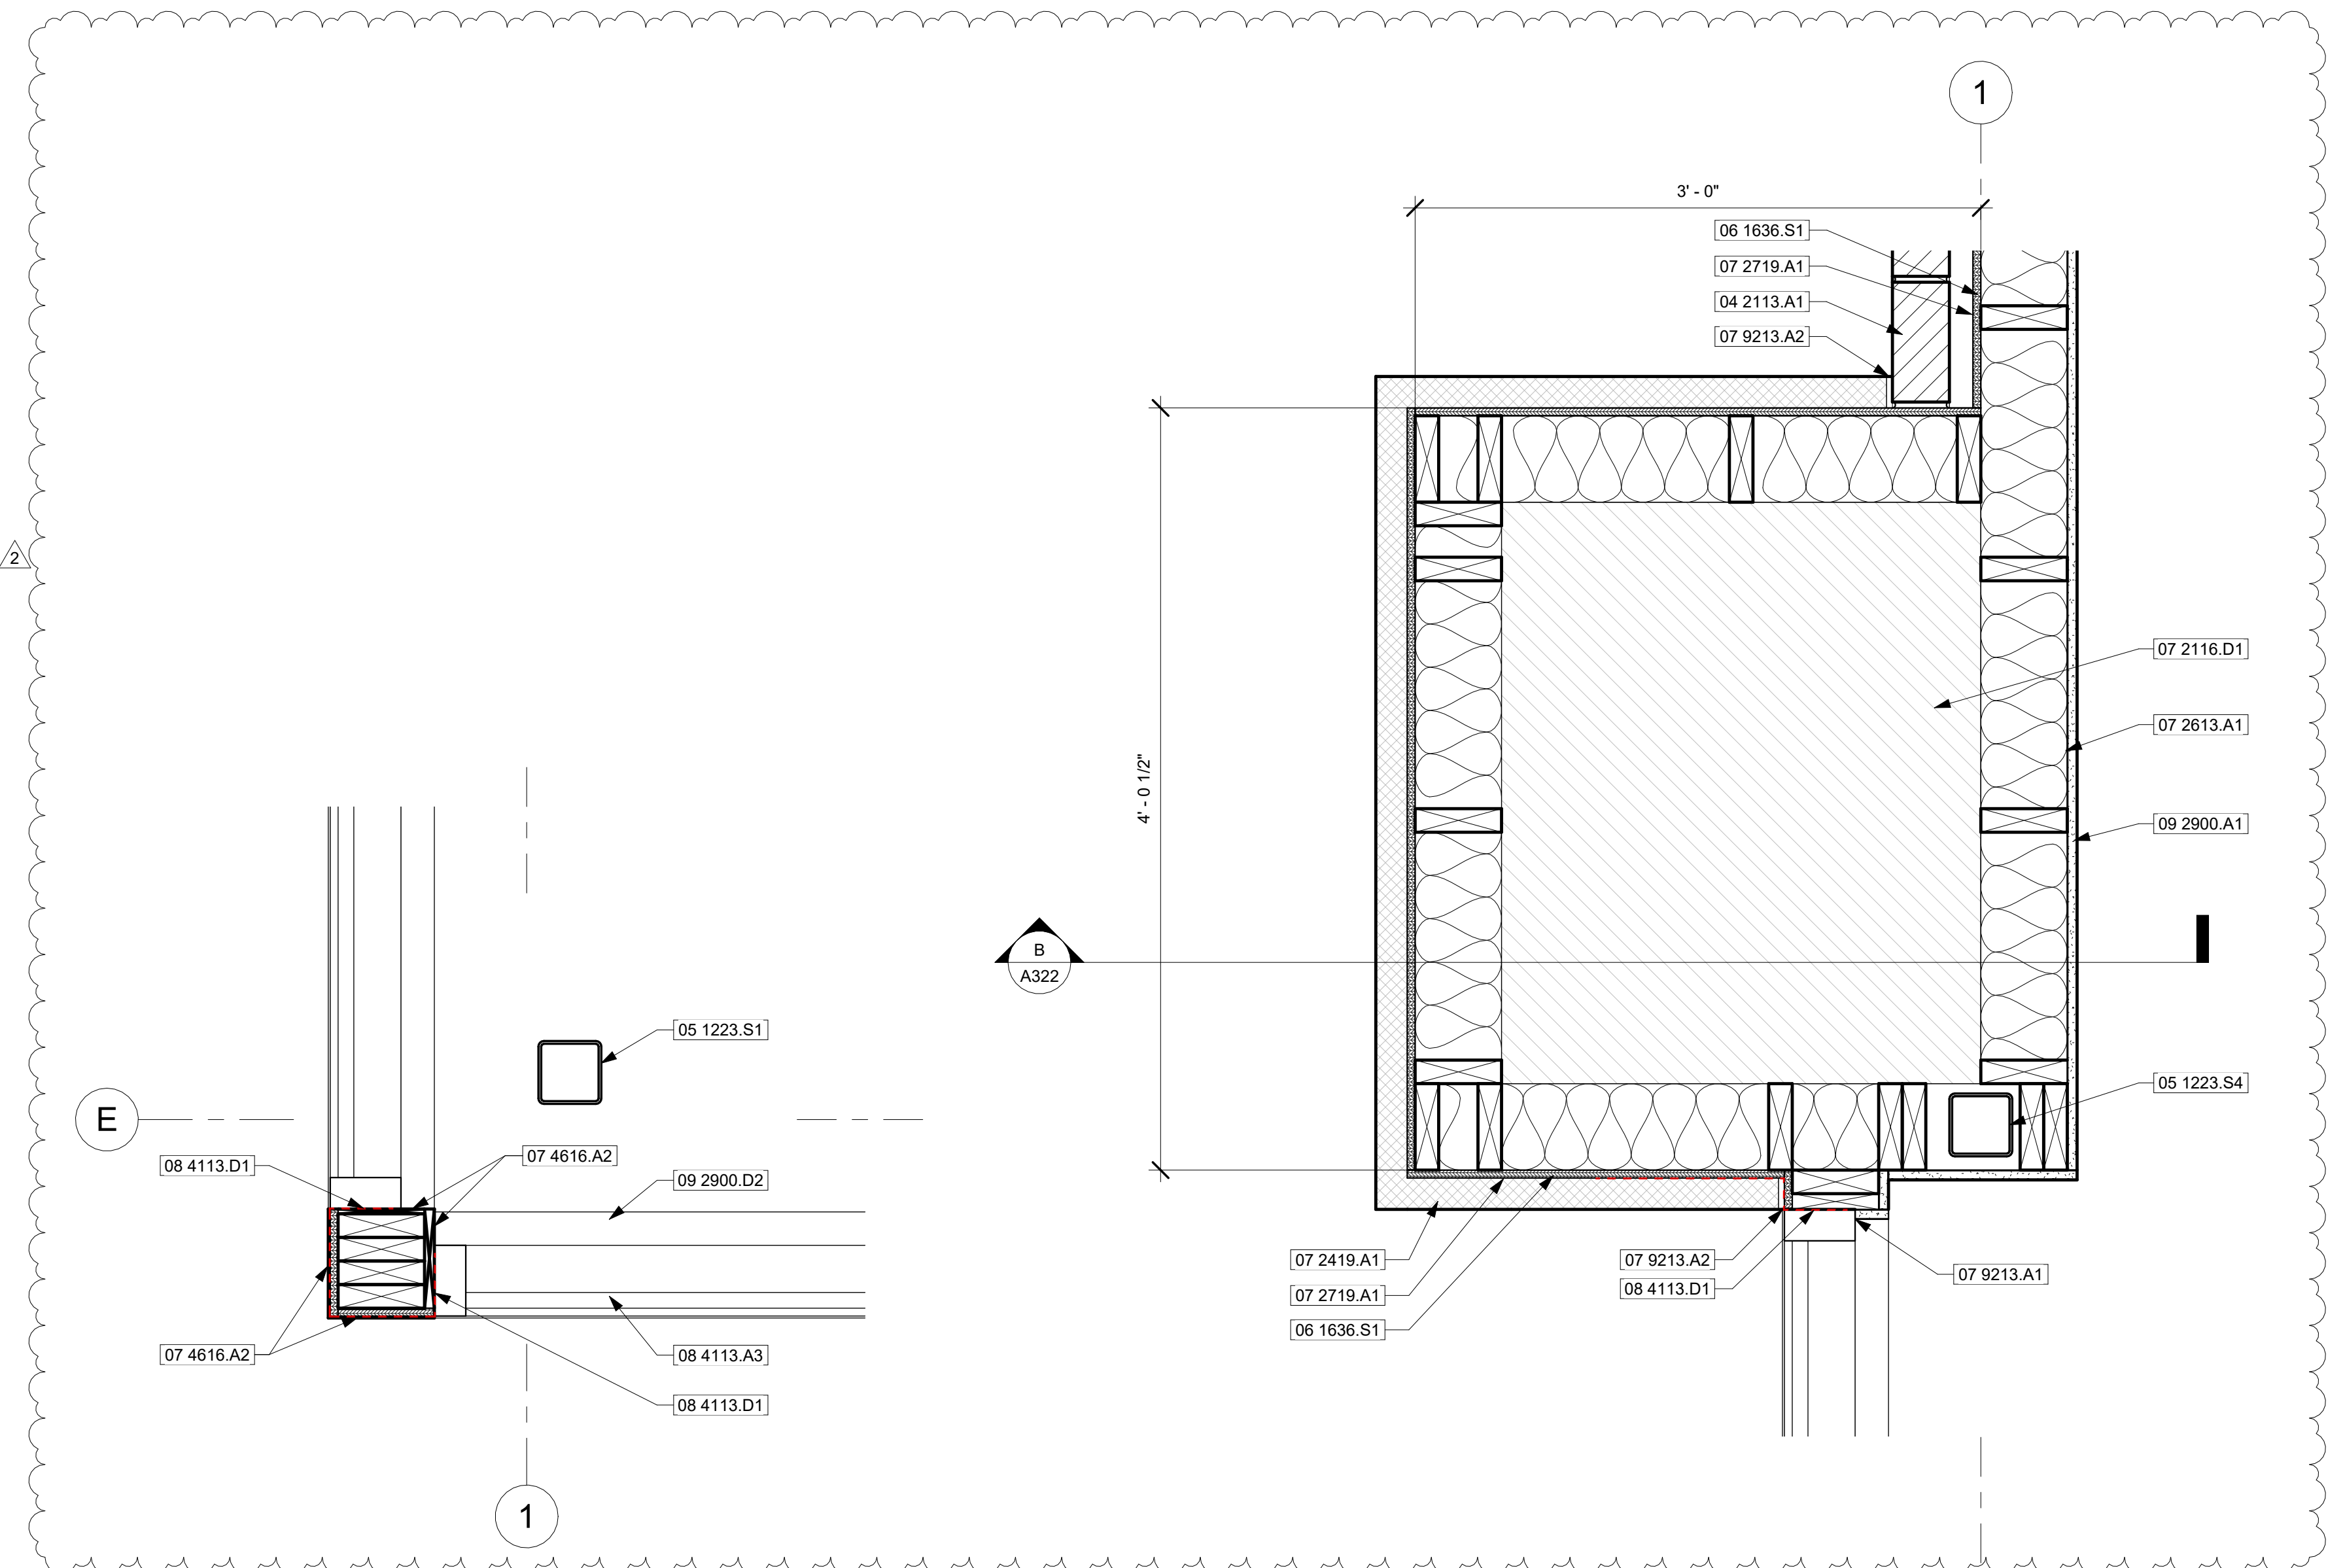 1
3' - 0"
06 1636.S1
07 2719.A1
04 2113.A1
07 9213.A2
2
07 2116.D1
07 2613.A1
4' - 0 1/2"
09 2900.A1
B
A322
05 1223.S1
05 1223.S4
E
07 4616.A2
08 4113.D1
09 2900.D2
07 2419.A1
07 9213.A2
07 9213.A1
08 4113.D1
07 2719.A1
06 1636.S1
07 4616.A2
08 4113.A3
08 4113.D1
1